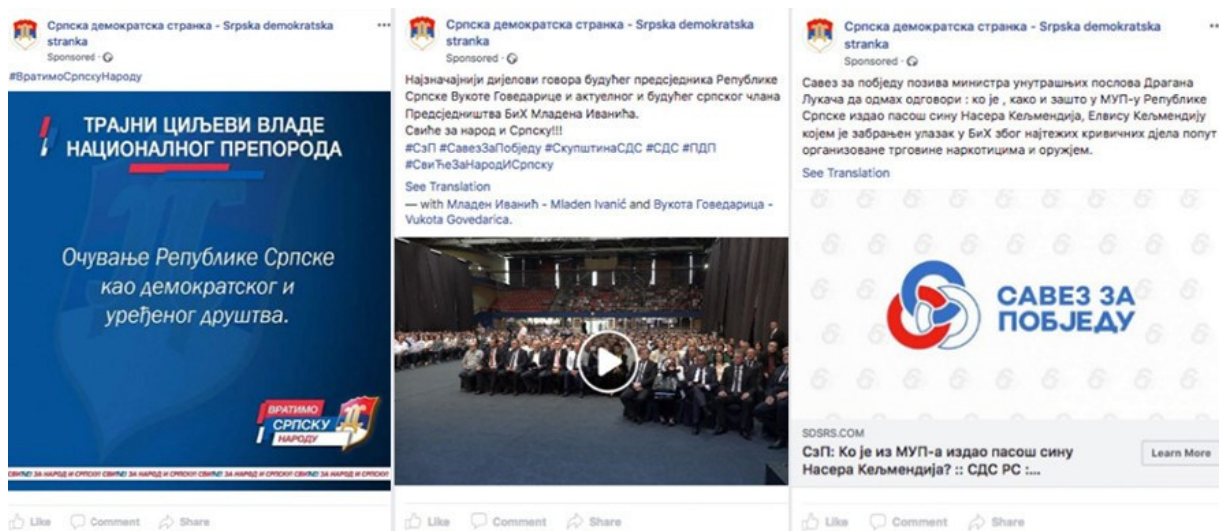 Српска демократска странка - Srpska demokratska
stranka
Sponsored ·
#ВратимоСрпскуНароду
ТРАЈНИ ЦИЉЕВИ ВЛАДЕ
НАЦИОНАЛНОГ ПРЕПОРОДА
Очување Републике Српске
као демократског и
уређеног друштва.
ВРАТИМО
СРПСКУ
НАРОДУ
Like Comment Share
Српска демократска странка - Srpska demokratska
stranka
Sponsored ·
Најзначајнији дијелови говора будућег предсједника Републике
Српске Вукоте Говедарице и актуелног и будућег српског члана
Предсједништва БиХ Младена Иванића.
Свиће за народ и Српску!!!
#СзП #СавезЗаПобједу #СкупштинаСДС #СДС #ПДП
#СвиЋеЗаНародИСрпску
See Translation
— with Младен Иванић - Mladen Ivanić and Вукота Говедарица -
Vukota Govedarica.
Like Comment Share
Српска демократска странка - Srpska demokratska
stranka
Sponsored ·
Савез за побједу позива министра унутрашњих послова Драгана
Лукача да одмах одговори : ко је , како и зашто у МУП-у Републике
Српске издао пасош сину Насера Кељмендија, Елвису Кељмендију
којем је забрањен улазак у БиХ због најтежих кривичних дјела попут
организоване трговине наркотицима и оружјем.
See Translation
САВЕЗ ЗА
ПОБЈЕДУ
SDSRS.COM
СзП: Ко је из МУП-а издао пасош сину
Насера Кељмендија? :: СДС РС :...
Learn More
Like Comment Share